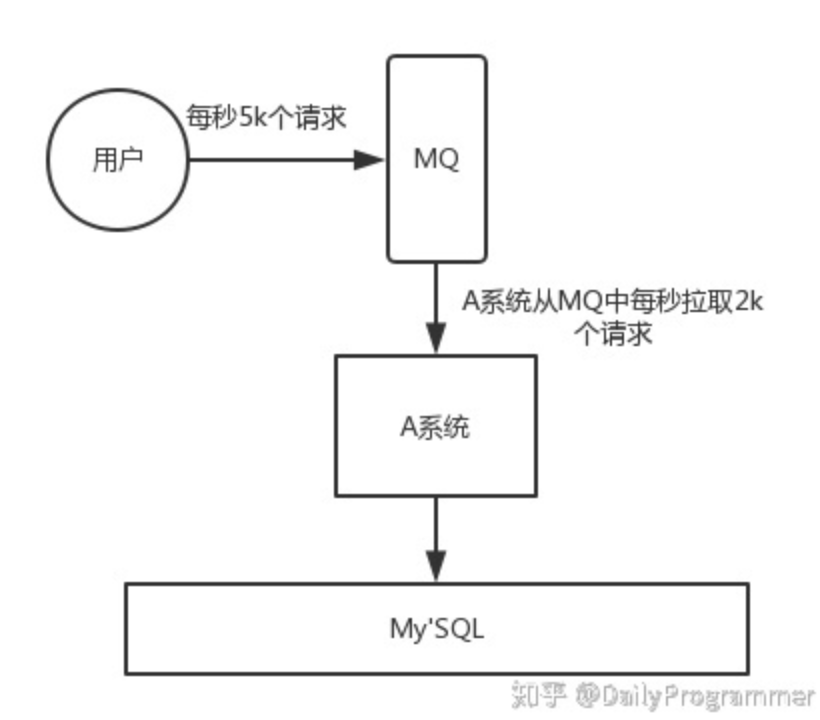 每秒5k个请求
用户
MQ
A系统从MQ中每秒拉取2k
个请求
A系统
My'SQL
知乎 @DailyProgrammer